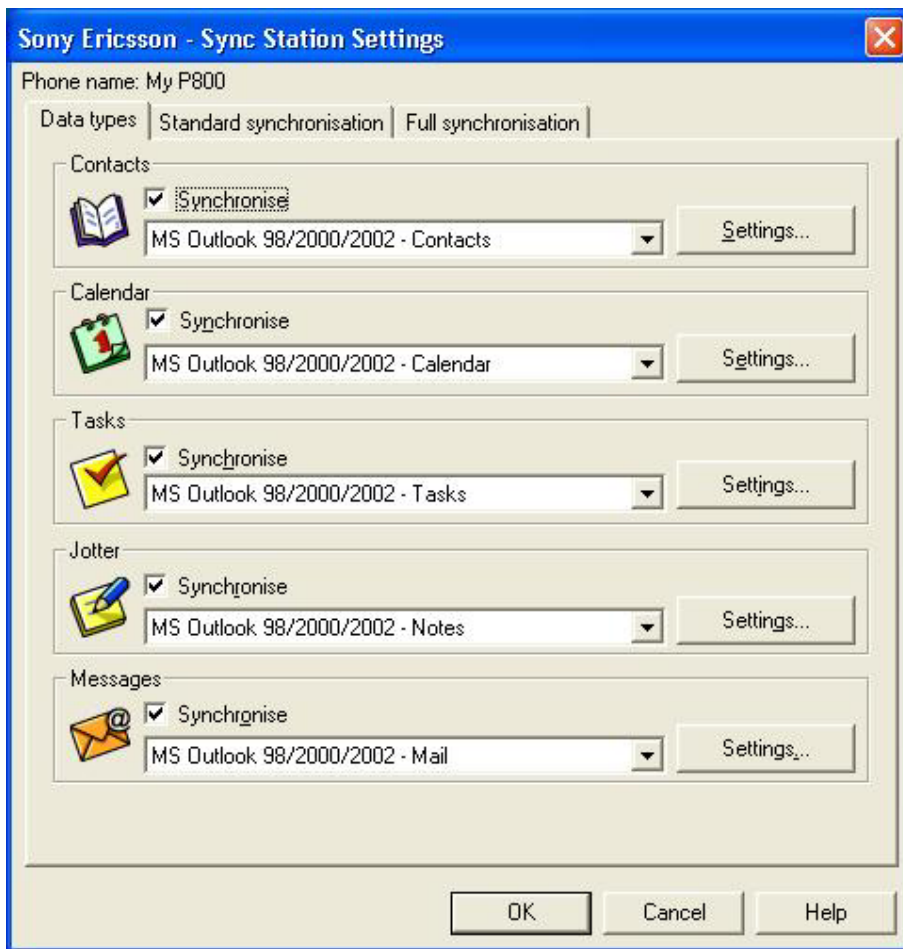 Sony Ericsson - Sync Station Settings
Phone name: My P800
Data types Standard synchronisation Full synchronisation
Contacts
Synchronise
MS Outlook 98/2000/2002 - Contacts
Settings...
Calendar
1
Synchronise
MS Outlook 98/2000/2002 - Calendar
Settings...
Tasks
Synchronise
MS Outlook 98/2000/2002 - Tasks
Settings...
Jotter
Synchronise
MS Outlook 98/2000/2002 - Notes
Settings...
Messages
@
Synchronise
MS Outlook 98/2000/2002 - Mail
Settings...
OK Cancel Help